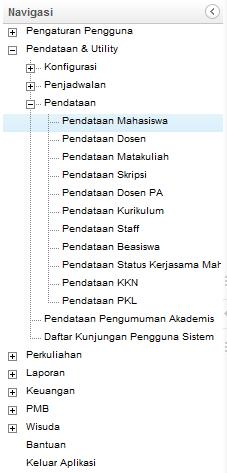 Navigasi
Pengaturan Pengguna
Pendataan & Utility
Konfigurasi
Penjadwalan
Pendataan
Pendataan Mahasiswa
Pendataan Dosen
Pendataan Matakuliah
Pendataan Skripsi
Pendataan Dosen PA
Pendataan Kurikulum
Pendataan Staff
Pendataan Beasiswa
Pendataan Status Kerjasama Mah
Pendataan KKN
Pendataan PKL
Pendataan Pengumuman Akademis
Daftar Kunjungan Pengguna Sistem
Perkuliahan
Laporan
Keuangan
PMB
Wisuda
Bantuan
Keluar Aplikasi